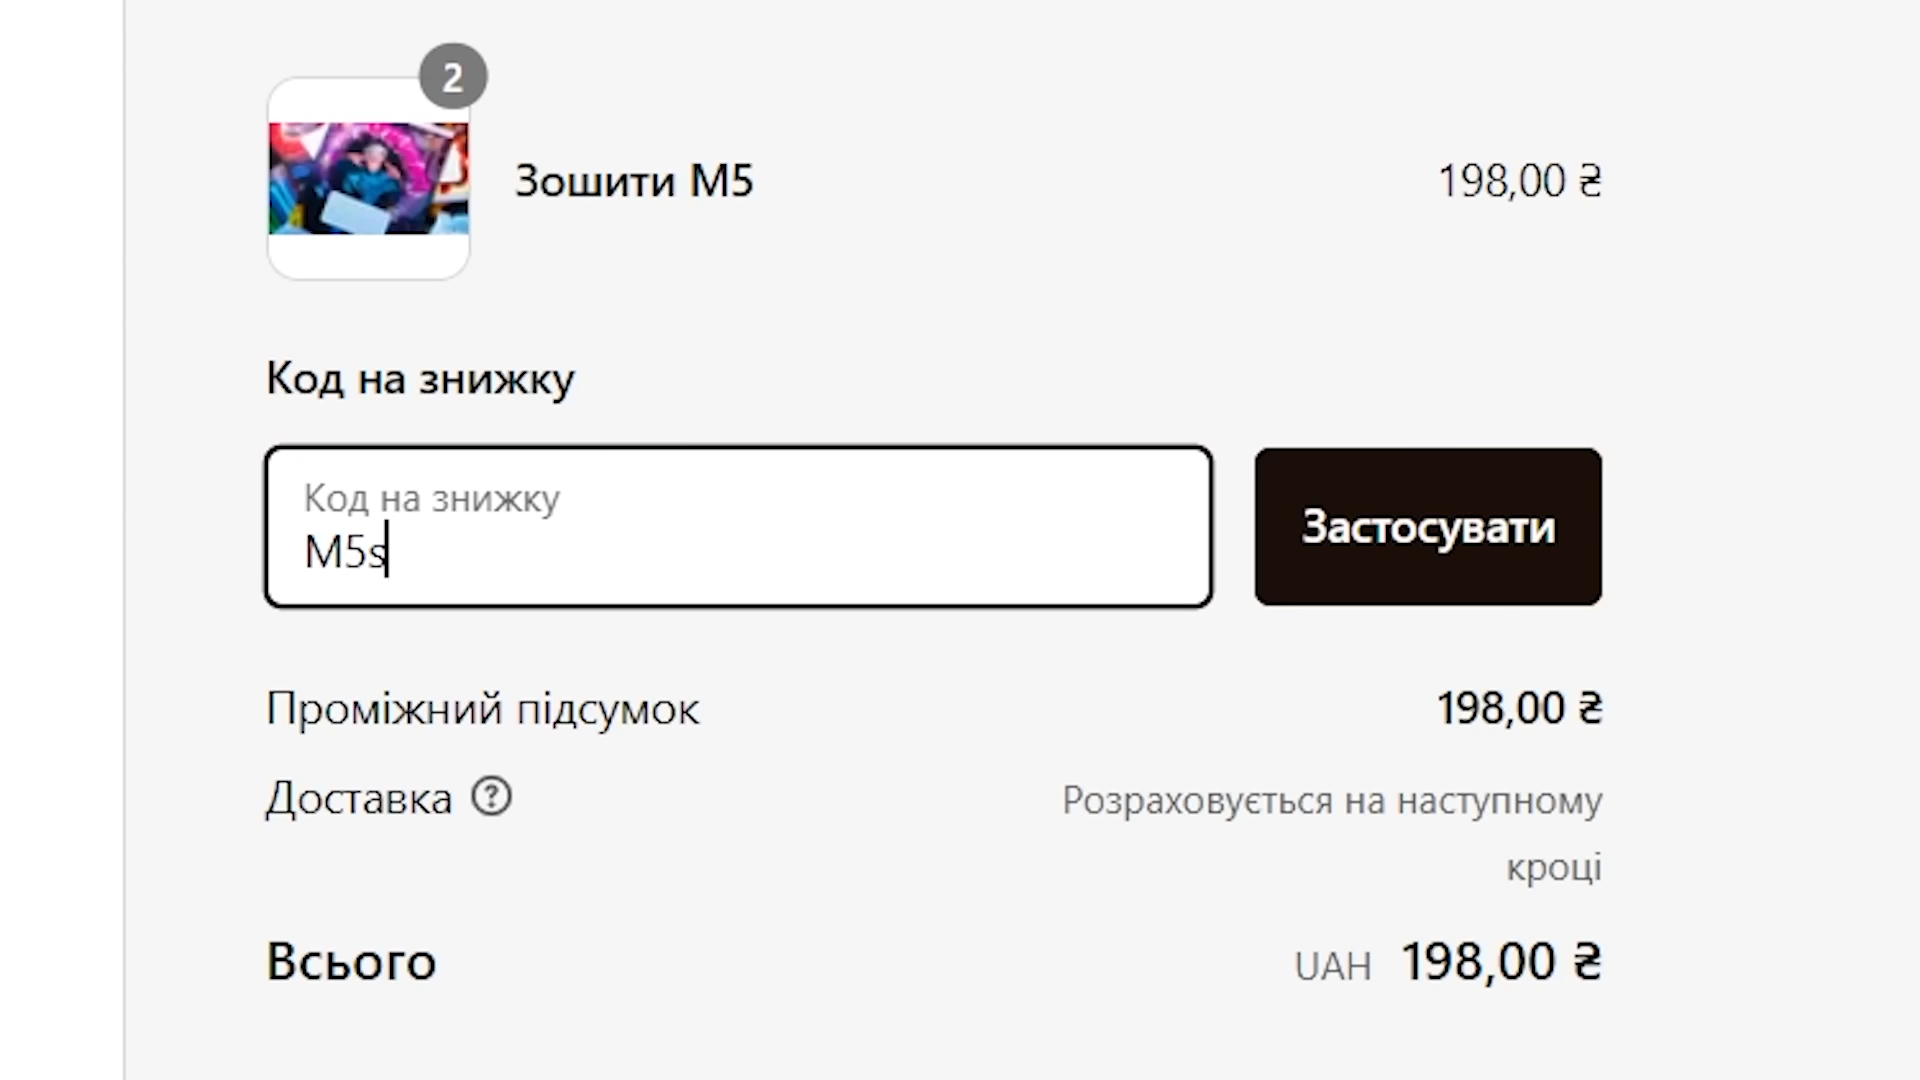 2
Зошити М5
198,00 ₴
Код на знижку
Код на знижку
M5s
Застосувати
Проміжний підсумок
198,00 ₴
Доставка ?
Розраховується на наступному
кроці
Всього
UAH 198,00 ₴